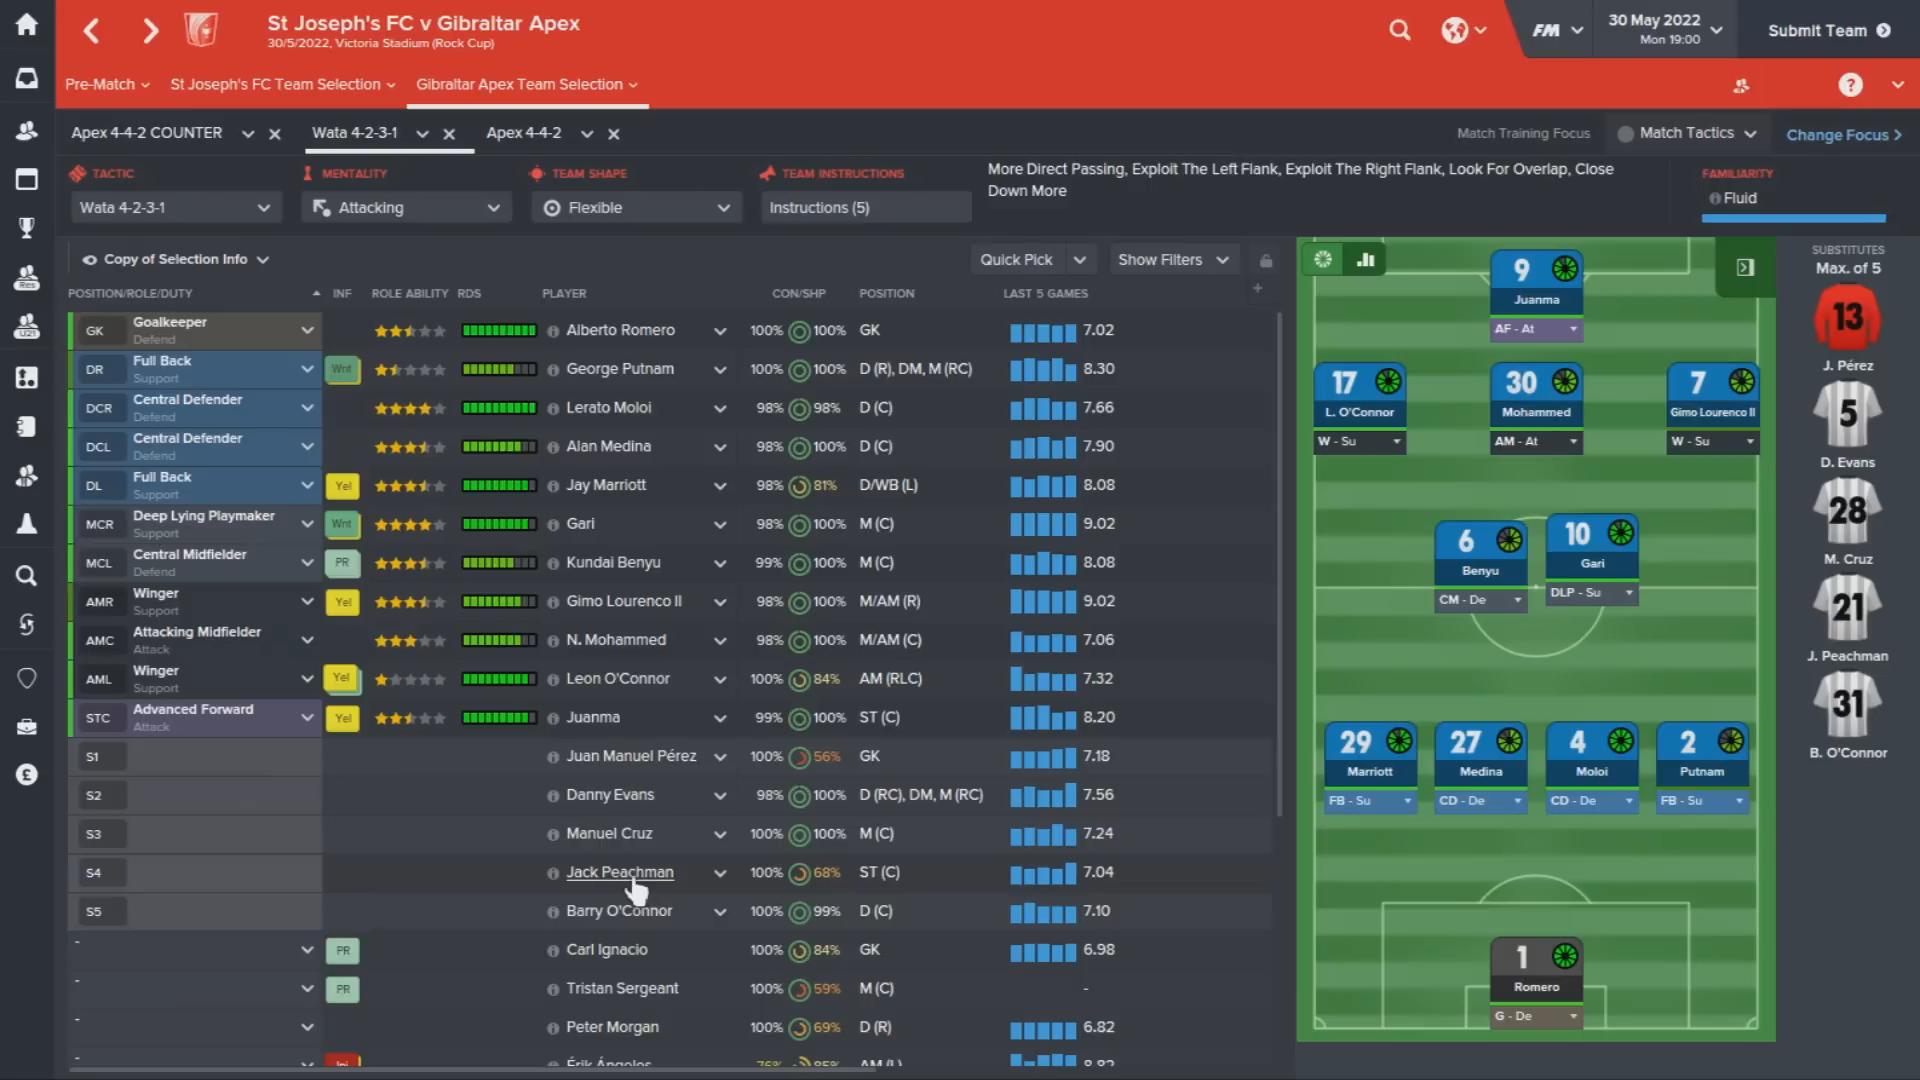 St Joseph's FC v Gibraltar Apex
30/5/2022, Victoria Stadium (Rock Cup)
FM
30 May 2022
Mon 19:00
Submit Team
Pre-Match
St Joseph's FC Team Selection
Gibraltar Apex Team Selection
?
Apex 4-4-2 COUNTER
Wata 4-2-3-1
Apex 4-4-2
Match Training Focus
Match Tactics
Change Focus >
TACTIC
MENTALITY
TEAM SHAPE
TEAM INSTRUCTIONS
More Direct Passing, Exploit The Left Flank, Exploit The Right Flank, Look For Overlap, Close
Down More
FAMILIARITY
Fluid
Wata 4-2-3-1
Attacking
Flexible
Instructions (5)
Copy of Selection Info
Quick Pick
Show Filters
POSITION/ROLE/DUTY INF ROLE ABILITY RDS PLAYER CON/SHP POSITION LAST 5 GAMES
GK Goalkeeper Defend Alberto Romero 100% 100% GK 7.02
DR Full Back Support Wnt George Putnam 100% 100% D (R), DM, M (RC) 8.30
DCR Central Defender Defend Lerato Moloi 98% 98% D (C) 7.66
DCL Central Defender Defend Alan Medina 98% 100% D (C) 7.90
DL Full Back Support Yel Jay Marriott 98% 81% D/WB (L) 8.08
MCR Deep Lying Playmaker Support Wnt Gari 98% 100% M (C) 9.02
MCL Central Midfielder Defend PR Kundai Benyu 99% 100% M (C) 8.08
AMR Winger Support Yel Gimo Lourenco II 98% 100% M/AM (R) 9.02
AMC Attacking Midfielder Attack N. Mohammed 98% 100% M/AM (C) 7.06
AML Winger Support Yel Leon O'Connor 100% 84% AM (RLC) 7.32
STC Advanced Forward Attack Yel Juanma 99% 100% ST (C) 8.20
S1 Juan Manuel Pérez 100% 56% GK 7.18
S2 Danny Evans 98% 100% D (RC), DM, M (RC) 7.56
S3 Manuel Cruz 100% 100% M (C) 7.24
S4 Jack Peachman 100% 68% ST (C) 7.04
S5 Barry O'Connor 100% 99% D (C) 7.10
- PR Carl Ignacio 100% 84% GK 6.98
- PR Tristan Sergeant 100% 59% M (C) -
- Peter Morgan 100% 69% D (R) 6.82
- Inj Érik Ángeles 76% 85% AM (L) 8.82
9
Juanma
AF - At
17 30 7
L. O'Connor Mohammed Gimo Lourenco II
W - Su AM - At W - Su
6 10
Benyu Gari
CM - De DLP - Su
29 27 4 2
Marriott Medina Moloi Putnam
FB - Su CD - De CD - De FB - Su
1
Romero
G - De
SUBSTITUTES
Max. of 5
13
J. Pérez
5
D. Evans
28
M. Cruz
21
J. Peachman
31
B. O'Connor
Res
U21
£